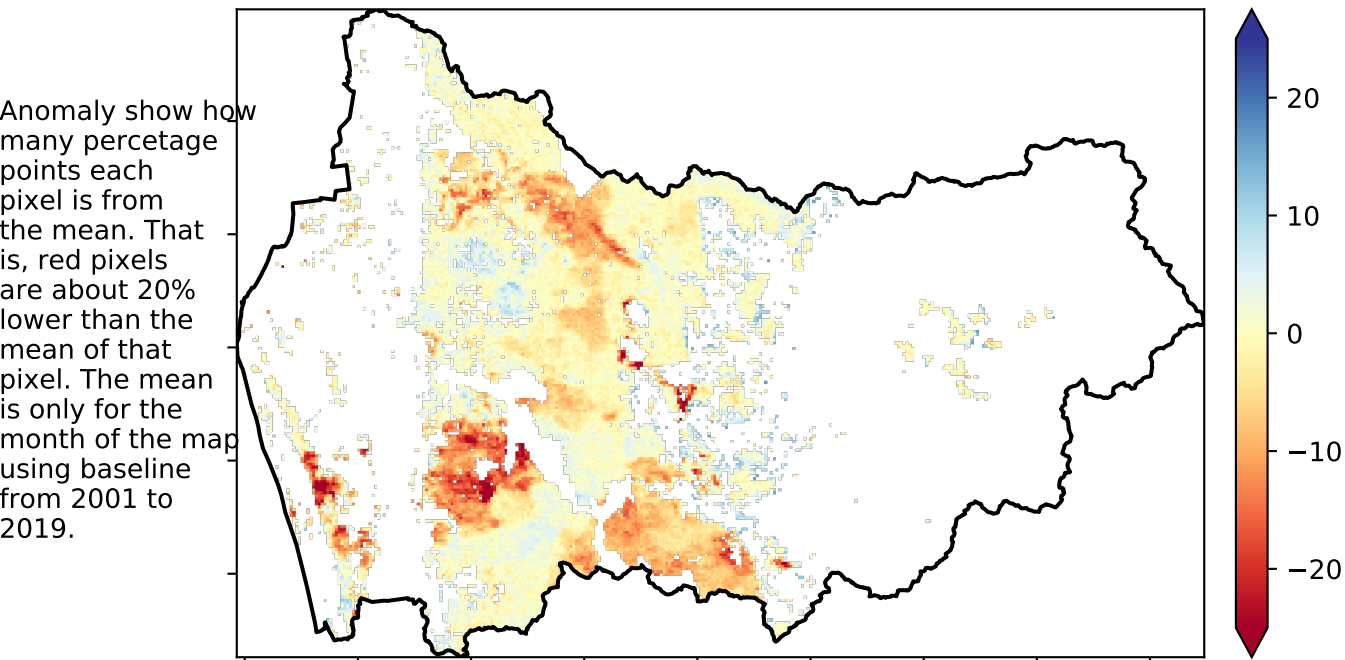 Anomaly show how
many percetage
points each
pixel is from
the mean. That
is, red pixels
are about 20%
lower than the
mean of that
pixel. The mean
is only for the
month of the map
using baseline
from 2001 to
2019.
20
10
0
−10
−20